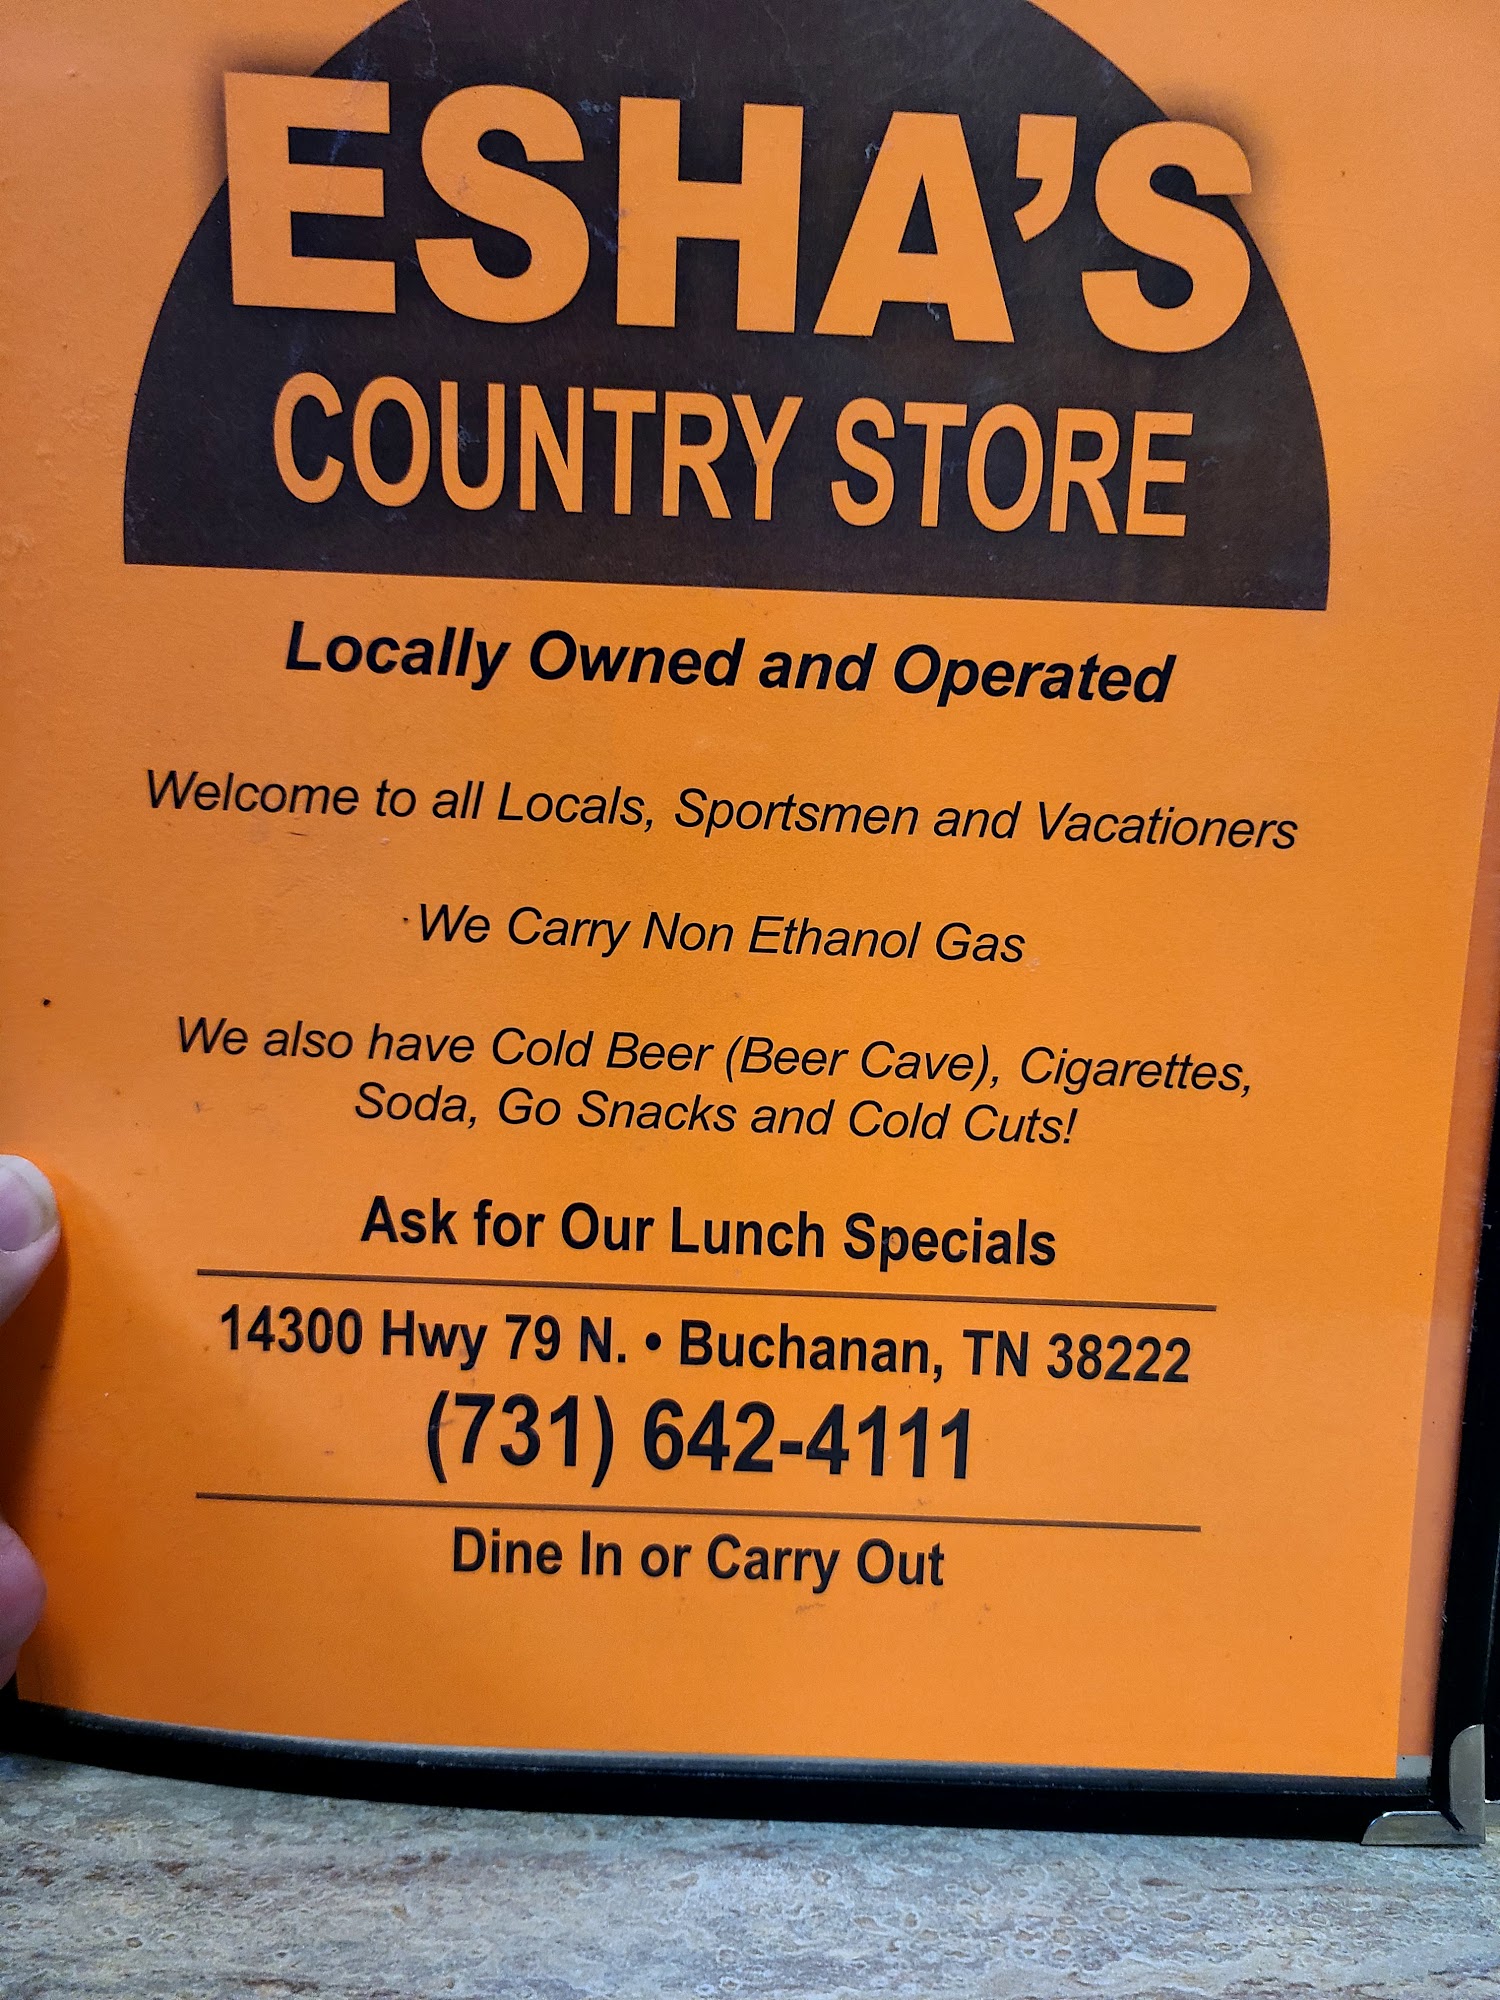 ESHA'S
COUNTRY STORE
Locally Owned and Operated
Welcome to all Locals, Sportsmen and Vacationers
We Carry Non Ethanol Gas
We also have Cold Beer (Beer Cave), Cigarettes,
Soda, Go Snacks and Cold Cuts!
Ask for Our Lunch Specials
14300 Hwy 79 N. • Buchanan, TN 38222
(731) 642-4111
Dine In or Carry Out